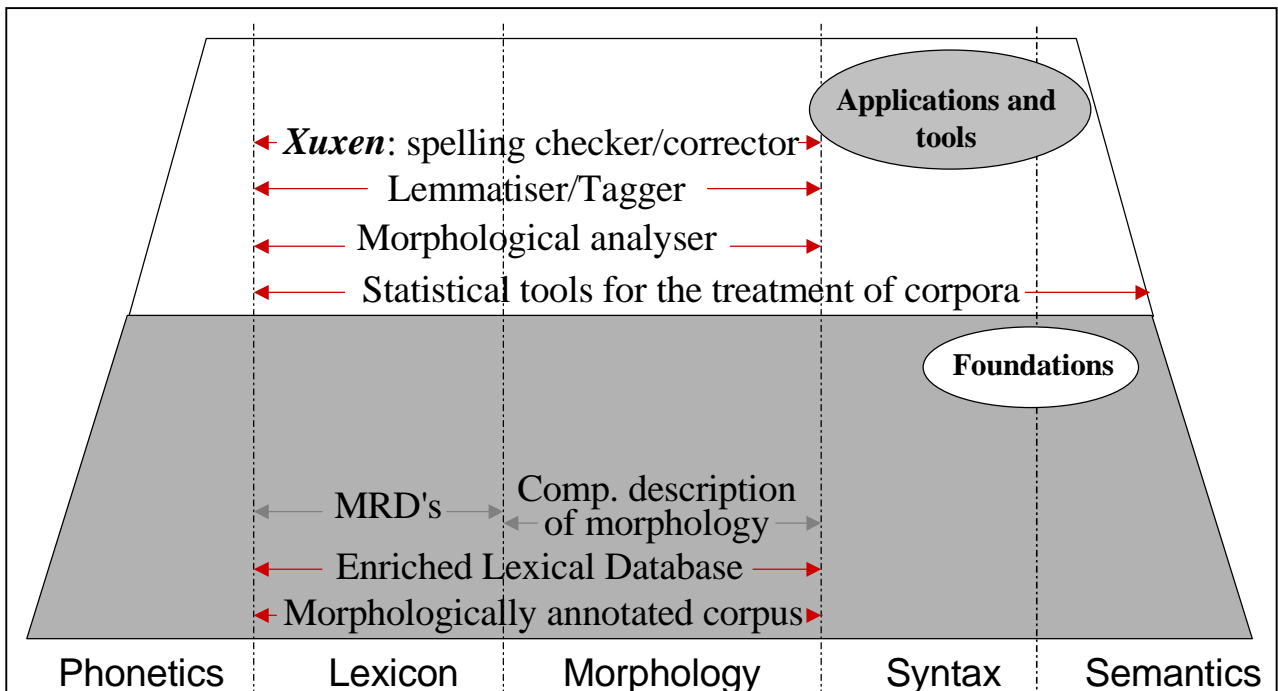 Applications and
tools
Xuxen: spelling checker/corrector
Lemmatiser/Tagger
Morphological analyser
Statistical tools for the treatment of corpora
Foundations
MRD's
Comp. description
of morphology
Enriched Lexical Database
Morphologically annotated corpus
Phonetics Lexicon Morphology Syntax Semantics